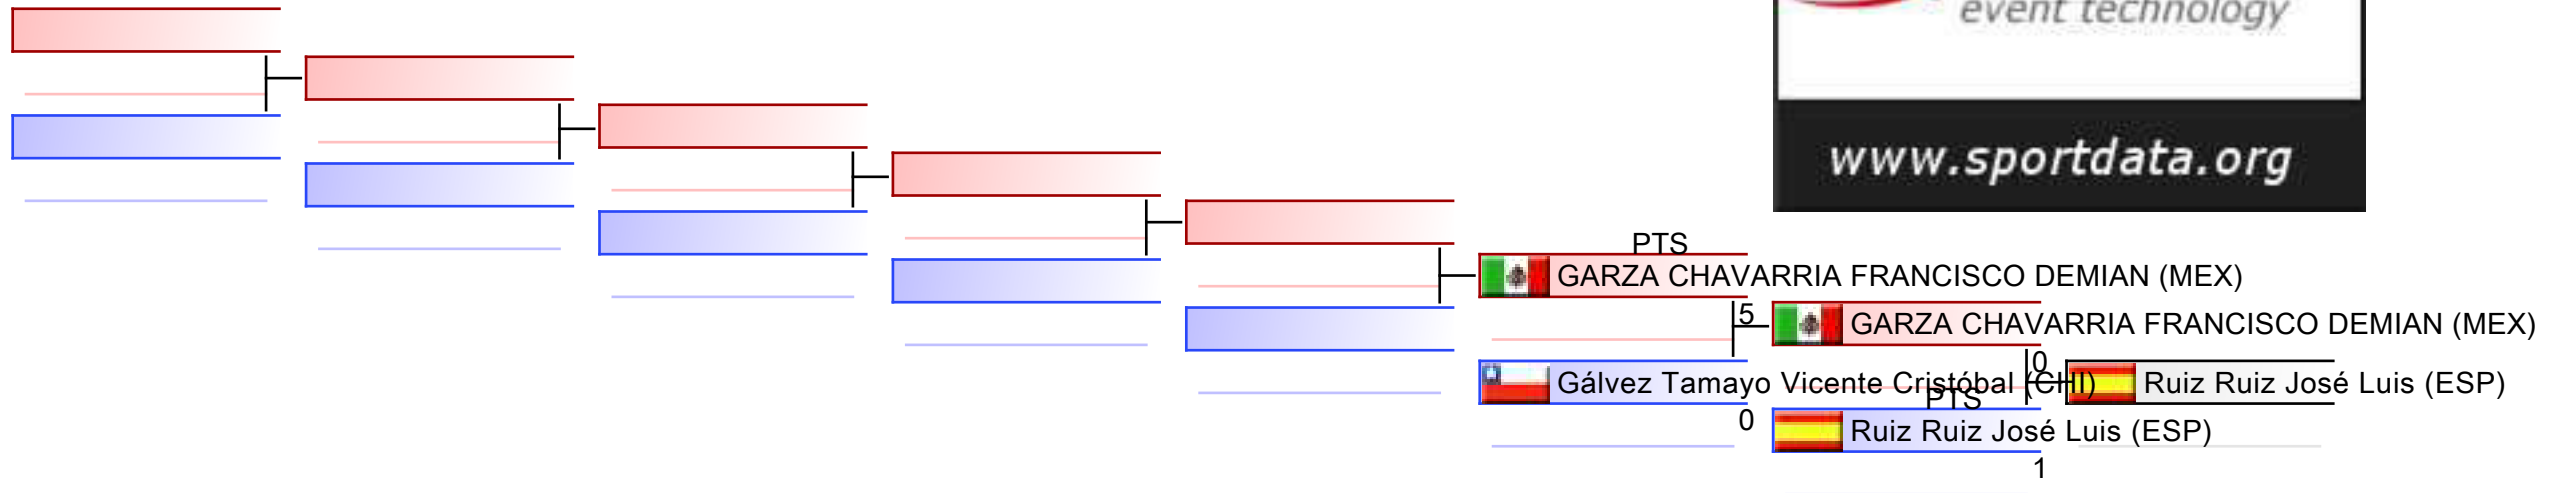 event technology
www.sportdata.org
PTS
GARZA CHAVARRIA FRANCISCO DEMIAN (MEX)
5
GARZA CHAVARRIA FRANCISCO DEMIAN (MEX)
0
Gálvez Tamayo Vicente Cristóbal (CHI)
Ruiz Ruiz José Luis (ESP)
PTS
0
Ruiz Ruiz José Luis (ESP)
1